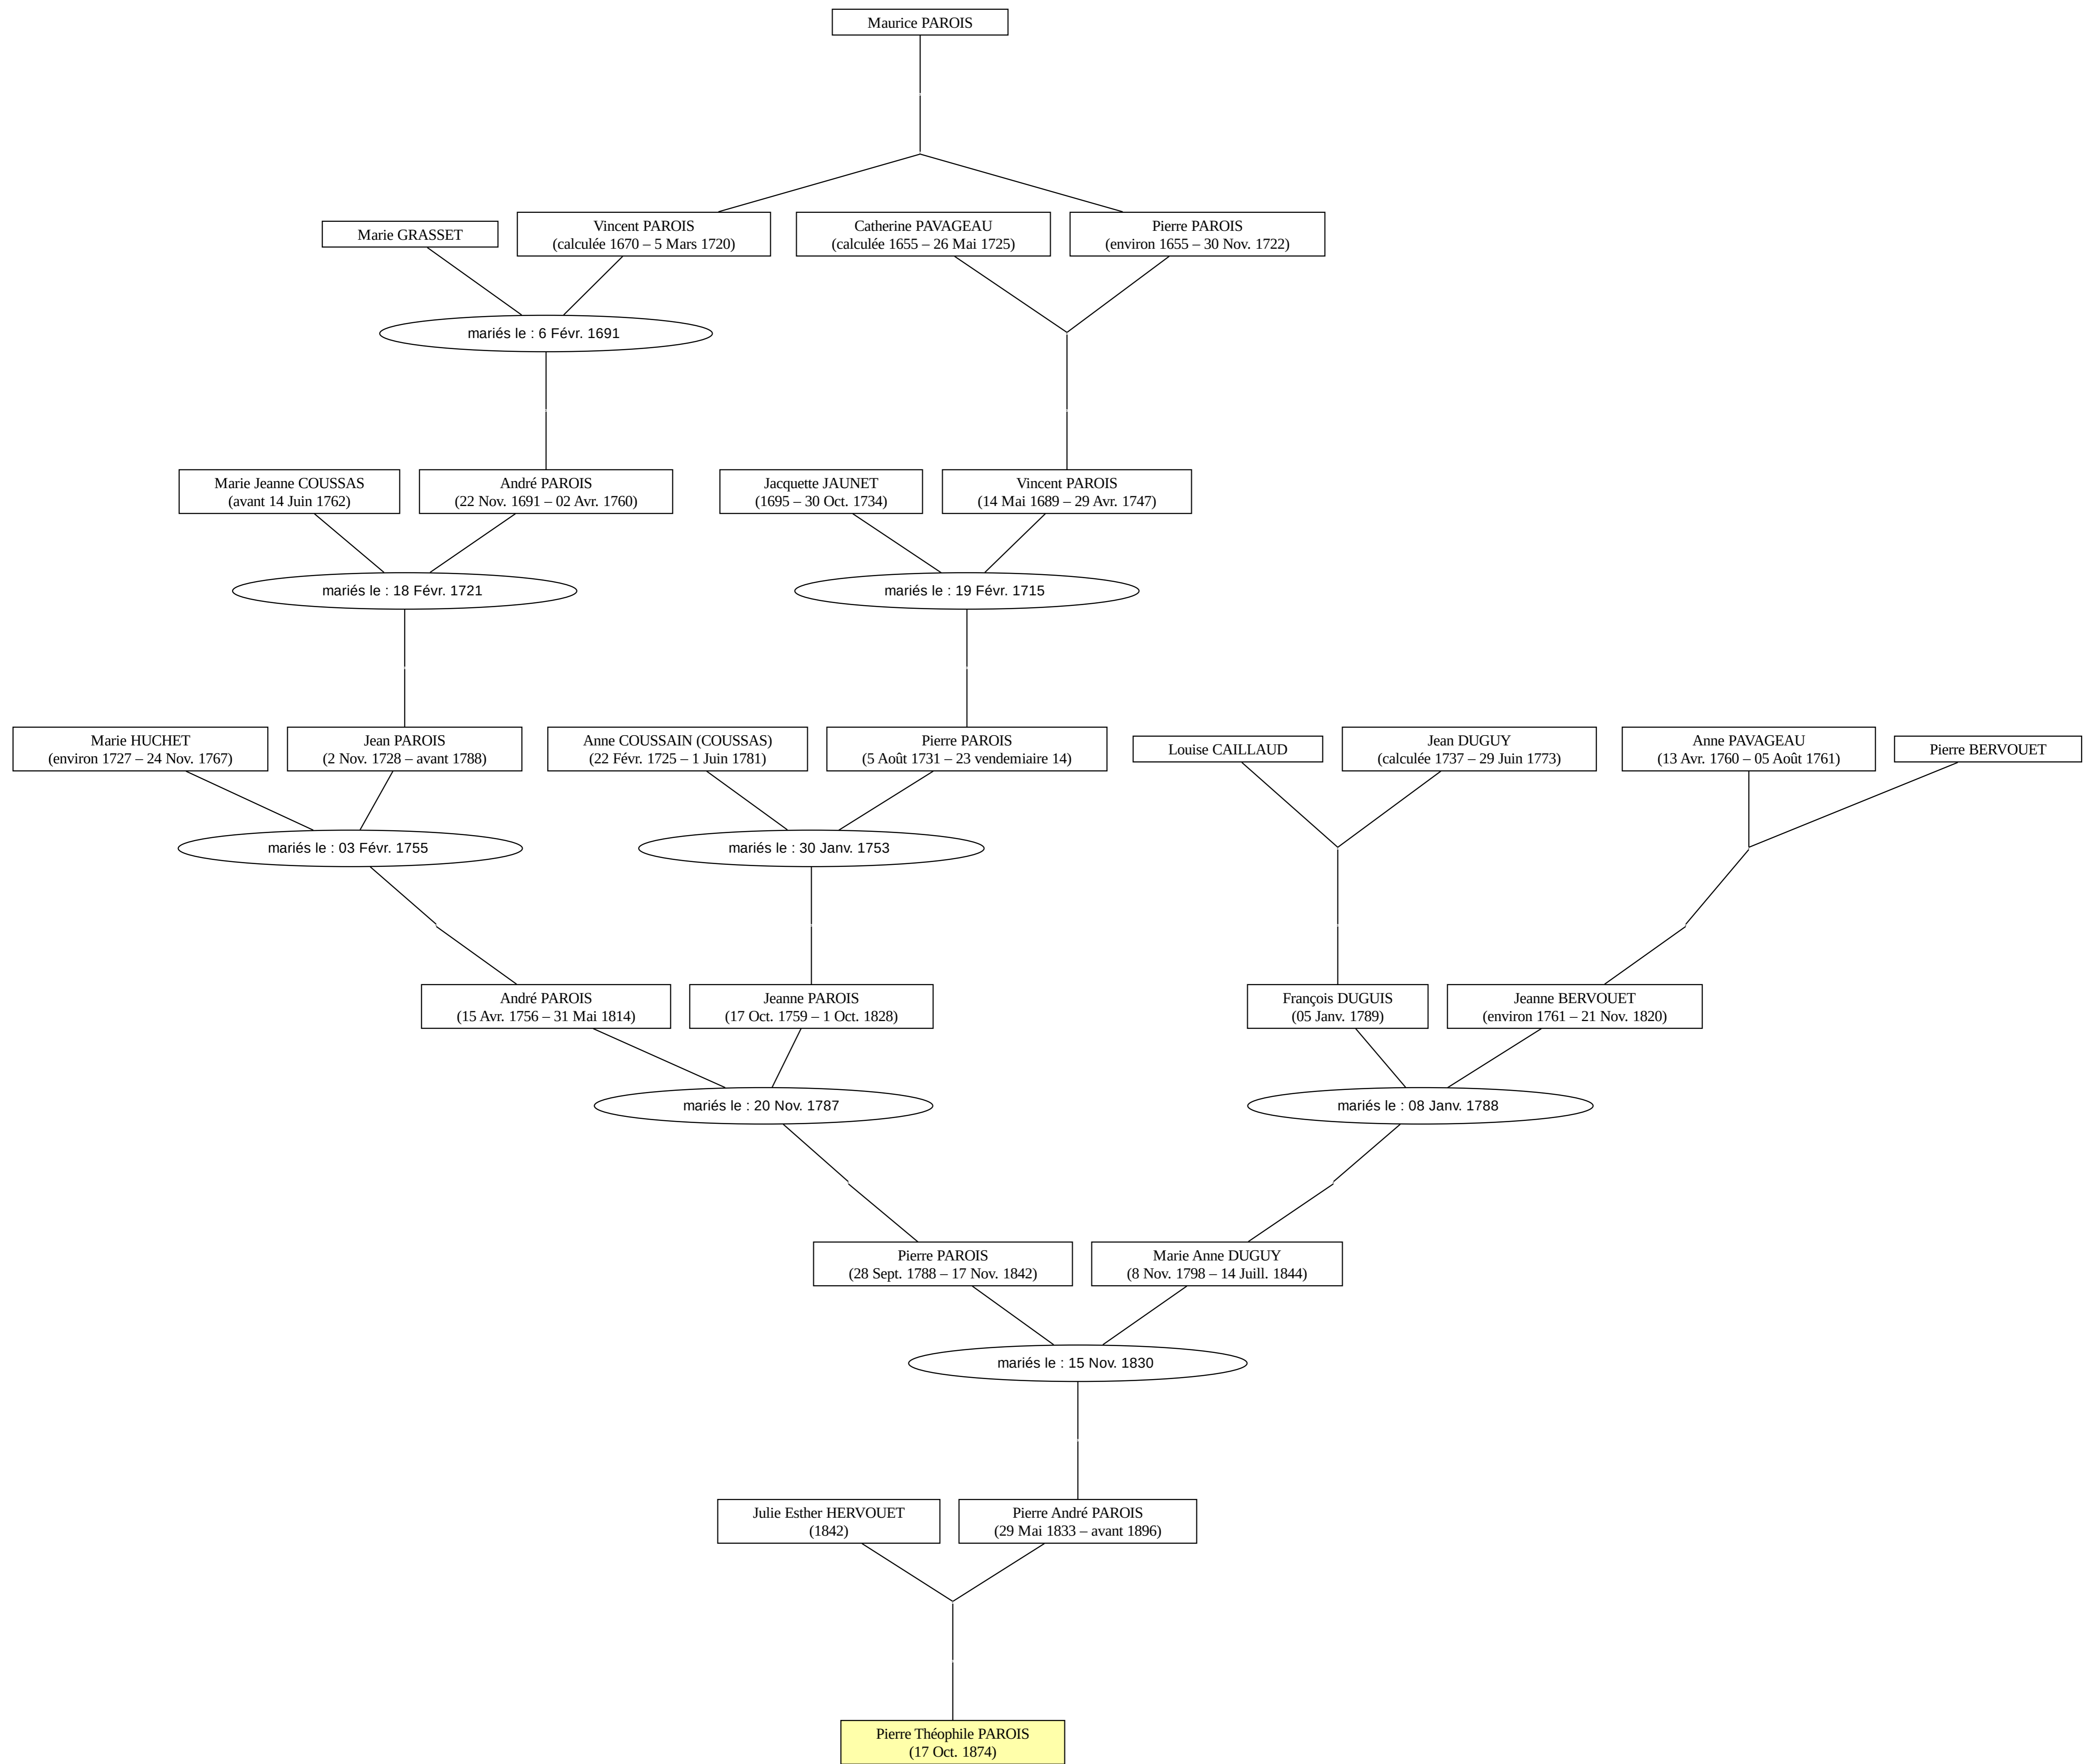 Maurice PAROIS
Marie GRASSET
Vincent PAROIS
(calculée 1670 – 5 Mars 1720)
Catherine PAVAGEAU
(calculée 1655 – 26 Mai 1725)
Pierre PAROIS
(environ 1655 – 30 Nov. 1722)
mariés le : 6 Févr. 1691
Marie Jeanne COUSSAS
(avant 14 Juin 1762)
André PAROIS
(22 Nov. 1691 – 02 Avr. 1760)
Jacquette JAUNET
(1695 – 30 Oct. 1734)
Vincent PAROIS
(14 Mai 1689 – 29 Avr. 1747)
mariés le : 18 Févr. 1721
mariés le : 19 Févr. 1715
Marie HUCHET
(environ 1727 – 24 Nov. 1767)
Jean PAROIS
(2 Nov. 1728 – avant 1788)
Anne COUSSAIN (COUSSAS)
(22 Févr. 1725 – 1 Juin 1781)
Pierre PAROIS
(5 Août 1731 – 23 vendemiaire 14)
Louise CAILLAUD
Jean DUGUY
(calculée 1737 – 29 Juin 1773)
Anne PAVAGEAU
(13 Avr. 1760 – 05 Août 1761)
Pierre BERVOUET
mariés le : 03 Févr. 1755
mariés le : 30 Janv. 1753
André PAROIS
(15 Avr. 1756 – 31 Mai 1814)
Jeanne PAROIS
(17 Oct. 1759 – 1 Oct. 1828)
François DUGUIS
(05 Janv. 1789)
Jeanne BERVOUET
(environ 1761 – 21 Nov. 1820)
mariés le : 20 Nov. 1787
mariés le : 08 Janv. 1788
Pierre PAROIS
(28 Sept. 1788 – 17 Nov. 1842)
Marie Anne DUGUY
(8 Nov. 1798 – 14 Juill. 1844)
mariés le : 15 Nov. 1830
Julie Esther HERVOUET
(1842)
Pierre André PAROIS
(29 Mai 1833 – avant 1896)
Pierre Théophile PAROIS
(17 Oct. 1874)